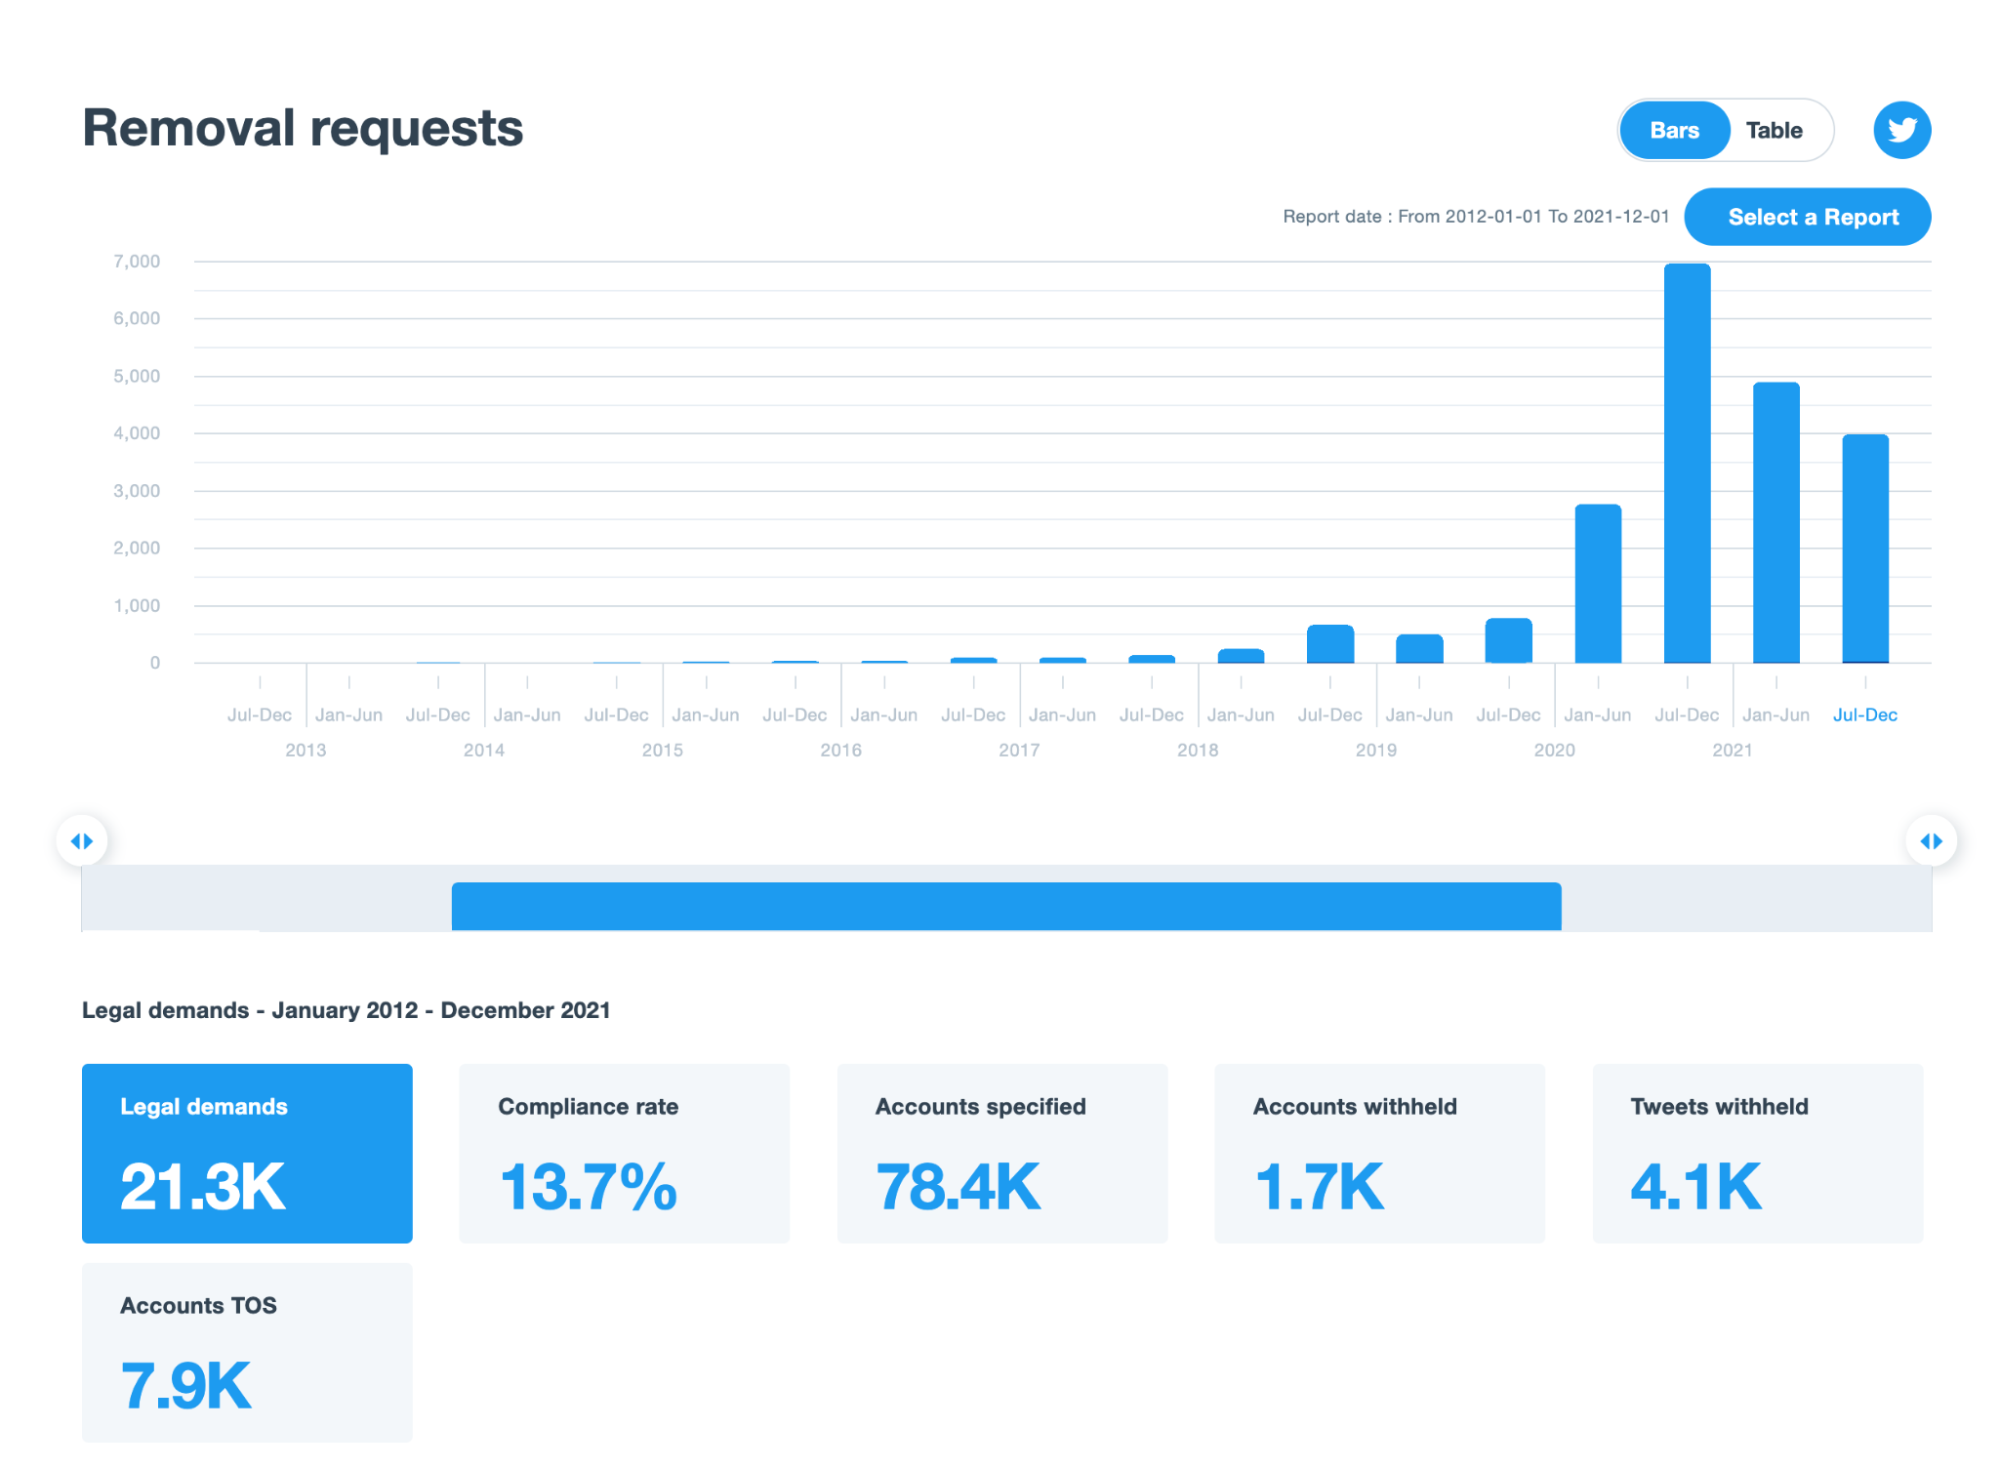 Removal requests
Bars Table
Report date : From 2012-01-01 To 2021-12-01 Select a Report
7,000
6,000
5,000
4,000
3,000
2,000
1,000
0
Jul-Dec Jan-Jun Jul-Dec Jan-Jun Jul-Dec Jan-Jun Jul-Dec Jan-Jun Jul-Dec Jan-Jun Jul-Dec Jan-Jun Jul-Dec Jan-Jun Jul-Dec Jan-Jun Jul-Dec Jan-Jun Jul-Dec
2013 2014 2015 2016 2017 2018 2019 2020 2021
Legal demands - January 2012 - December 2021
Legal demands Compliance rate Accounts specified Accounts withheld Tweets withheld
21.3K 13.7% 78.4K 1.7K 4.1K
Accounts TOS
7.9K